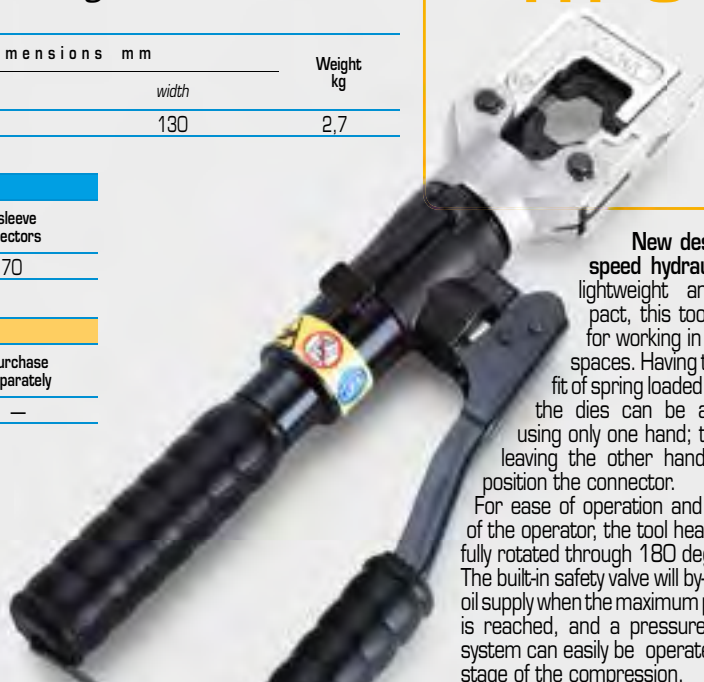 mensions mm
Weight
kg
width
130
2,7
sleeve
ectors
70
urchase
parately
—
New des
speed hydrau
lightweight an
pact, this too
for working in
spaces. Having t
fit of spring loaded
the dies can be a
using only one hand; t
leaving the other hand
position the connector.
For ease of operation and
of the operator, the tool hea
fully rotated through 180 deg
The built-in safety valve will by-
oil supply when the maximum p
is reached, and a pressure
system can easily be operate
stage of the compression.